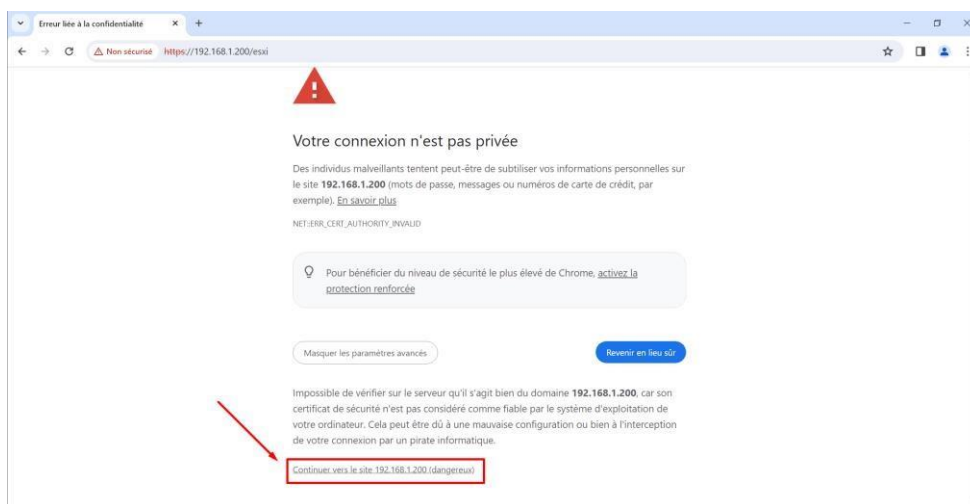 Erreur liée à la confidentialité
Non sécurisé https://192.168.1.200/esxi
Votre connexion n'est pas privée
Des individus malveillants tentent peut-être de subtiliser vos informations personnelles sur
le site 192.168.1.200 (mots de passe, messages ou numéros de carte de crédit, par
exemple). En savoir plus
NET::ERR_CERT_AUTHORITY_INVALID
Pour bénéficier du niveau de sécurité le plus élevé de Chrome, activez la
protection renforcée
Masquer les paramètres avancés
Revenir en lieu sûr
Impossible de vérifier sur le serveur qu'il s'agit bien du domaine 192.168.1.200, car son
certificat de sécurité n'est pas considéré comme fiable par le système d'exploitation de
votre ordinateur. Cela peut être dû à une mauvaise configuration ou bien à l'interception
de votre connexion par un pirate informatique.
Continuer vers le site 192.168.1.200 (dangereux)